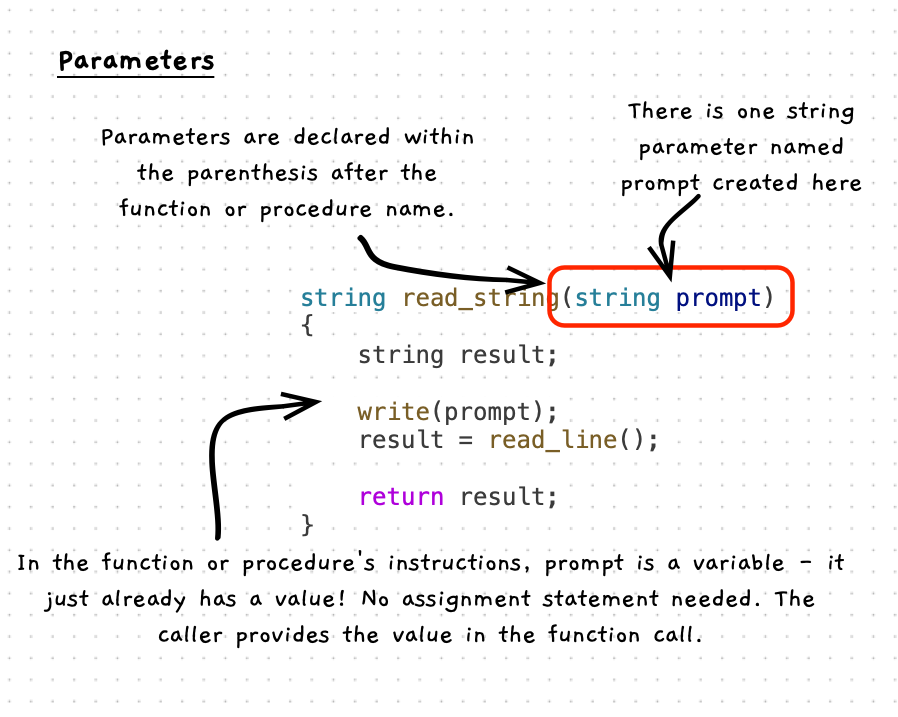 Parameters
Parameters are declared within
the parenthesis after the
function or procedure name.
There is one string
parameter named
prompt created here
string read_string(string prompt)
{
    string result;

    write(prompt);
    result = read_line();

    return result;
}
In the function or procedure's instructions, prompt is a variable - it
just already has a value! No assignment statement needed. The
caller provides the value in the function call.